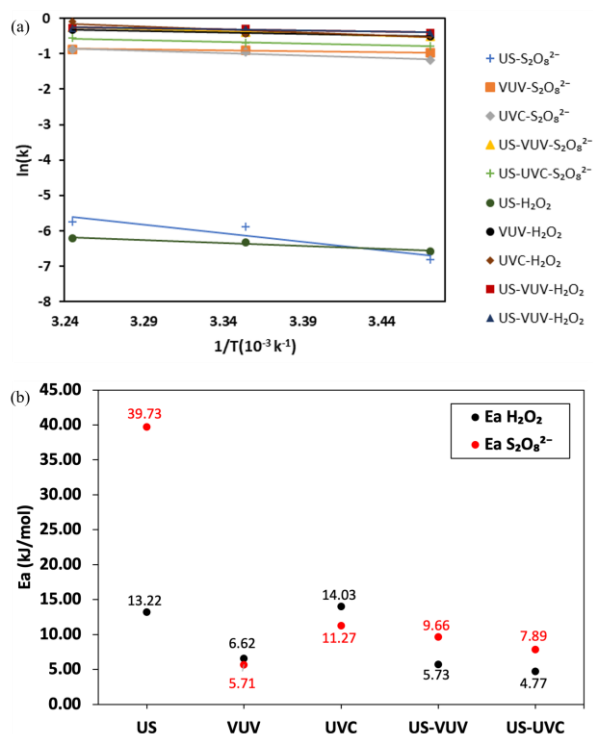 (a)
0
-1
-2
-3
-4
-5
-6
-7
-8
ln(k)
3.24 3.29 3.34 3.39 3.44
1/T(10⁻³ k⁻¹)
US-S₂O₈²⁻
VUV-S₂O₈²⁻
UVC-S₂O₈²⁻
US-VUV-S₂O₈²⁻
US-UVC-S₂O₈²⁻
US-H₂O₂
VUV-H₂O₂
UVC-H₂O₂
US-VUV-H₂O₂
US-VUV-H₂O₂
(b)
45.00
40.00
35.00
30.00
25.00
20.00
15.00
10.00
5.00
0.00
Ea (kJ/mol)
Ea H₂O₂
Ea S₂O₈²⁻
39.73
13.22
6.62
5.71
14.03
11.27
9.66
5.73
7.89
4.77
US VUV UVC US-VUV US-UVC